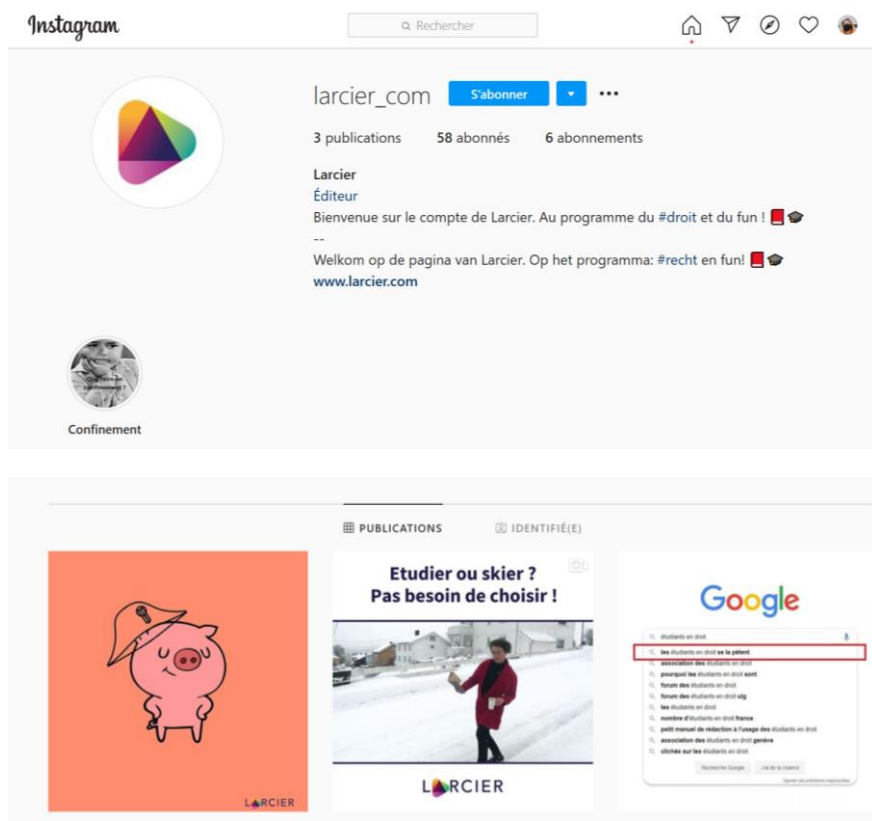 Instagram
Rechercher
larcier_com S'abonner
3 publications 58 abonnés 6 abonnements
Larcier
Éditeur
Bienvenue sur le compte de Larcier. Au programme du #droit et du fun ! 📕🎓
--
Welkom op de pagina van Larcier. Op het programma: #recht en fun! 📕🎓
www.larcier.com
Que faire en
confinement ?
Confinement
PUBLICATIONS IDENTIFIÉ(E)
LARCIER
Etudier ou skier ?
Pas besoin de choisir !
LARCIER
Google
étudiants en droit
les étudiants en droit se la pètent
association des étudiants en droit
pourquoi les étudiants en droit sont
forum des étudiants en droit
forum des étudiants en droit ulg
les étudiants en droit
nombre d'étudiants en droit france
petit manuel de rédaction à l'usage des étudiants en droit
association des étudiants en droit genève
clichés sur les étudiants en droit
Recherche Google J'ai de la chance